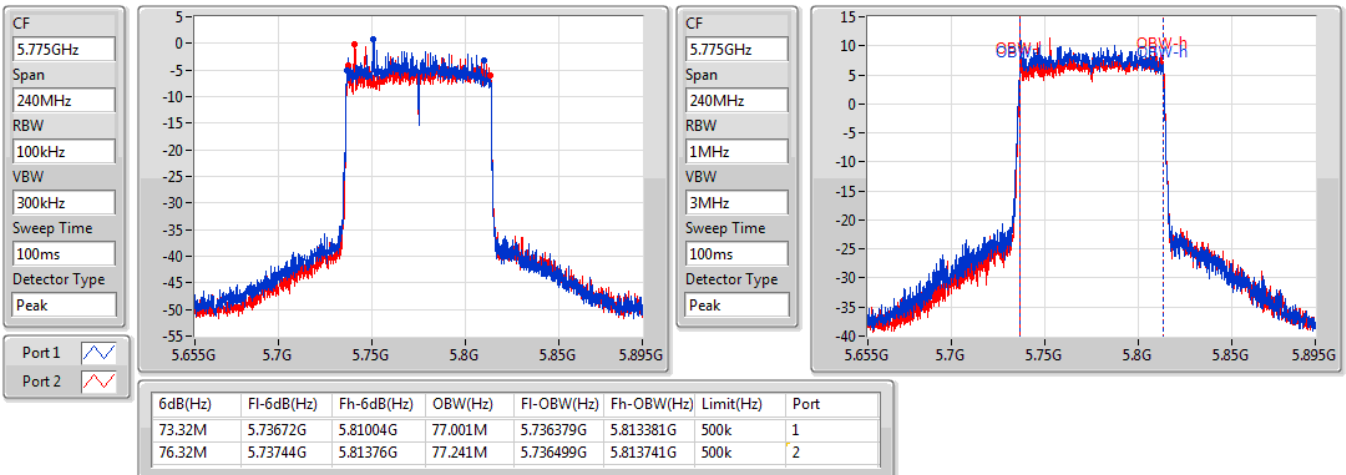 CF
5.775GHz
Span
240MHz
RBW
100kHz
VBW
300kHz
Sweep Time
100ms
Detector Type
Peak
Port 1
Port 2
5
0
-5
-10
-15
-20
-25
-30
-35
-40
-45
-50
-55
5.655G 5.7G 5.75G 5.8G 5.85G 5.895G
CF
5.775GHz
Span
240MHz
RBW
1MHz
VBW
3MHz
Sweep Time
100ms
Detector Type
Peak
15
10
5
0
-5
-10
-15
-20
-25
-30
-35
-40
OBW-h
OBW-h
5.655G 5.7G 5.75G 5.8G 5.85G 5.895G
6dB(Hz) Fl-6dB(Hz) Fh-6dB(Hz) OBW(Hz) Fl-OBW(Hz) Fh-OBW(Hz) Limit(Hz) Port
73.32M 5.73672G 5.81004G 77.001M 5.736379G 5.813381G 500k 1
76.32M 5.73744G 5.81376G 77.241M 5.736499G 5.813741G 500k 2